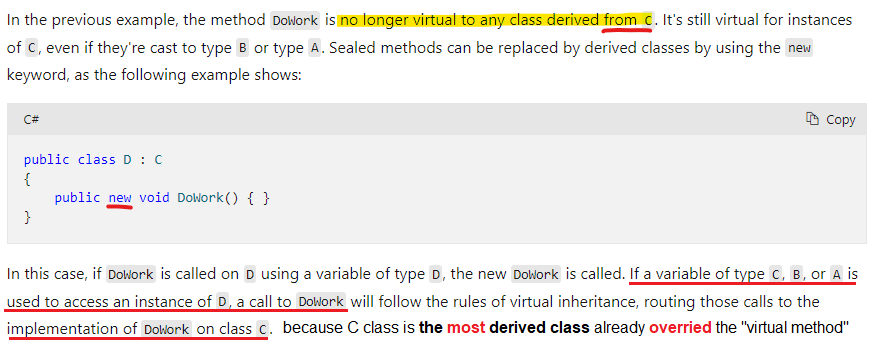 In the previous example, the method DoWork is no longer virtual to any class derived from C. It's still virtual for instances
of C, even if they're cast to type B or type A. Sealed methods can be replaced by derived classes by using the new
keyword, as the following example shows:
C#
Copy
public class D : C
{
public new void DoWork() { }
}
In this case, if DoWork is called on D using a variable of type D, the new DoWork is called. If a variable of type C, B, or A is
used to access an instance of D, a call to DoWork will follow the rules of virtual inheritance, routing those calls to the
implementation of DoWork on class C. because C class is the most derived class already overried the "virtual method"